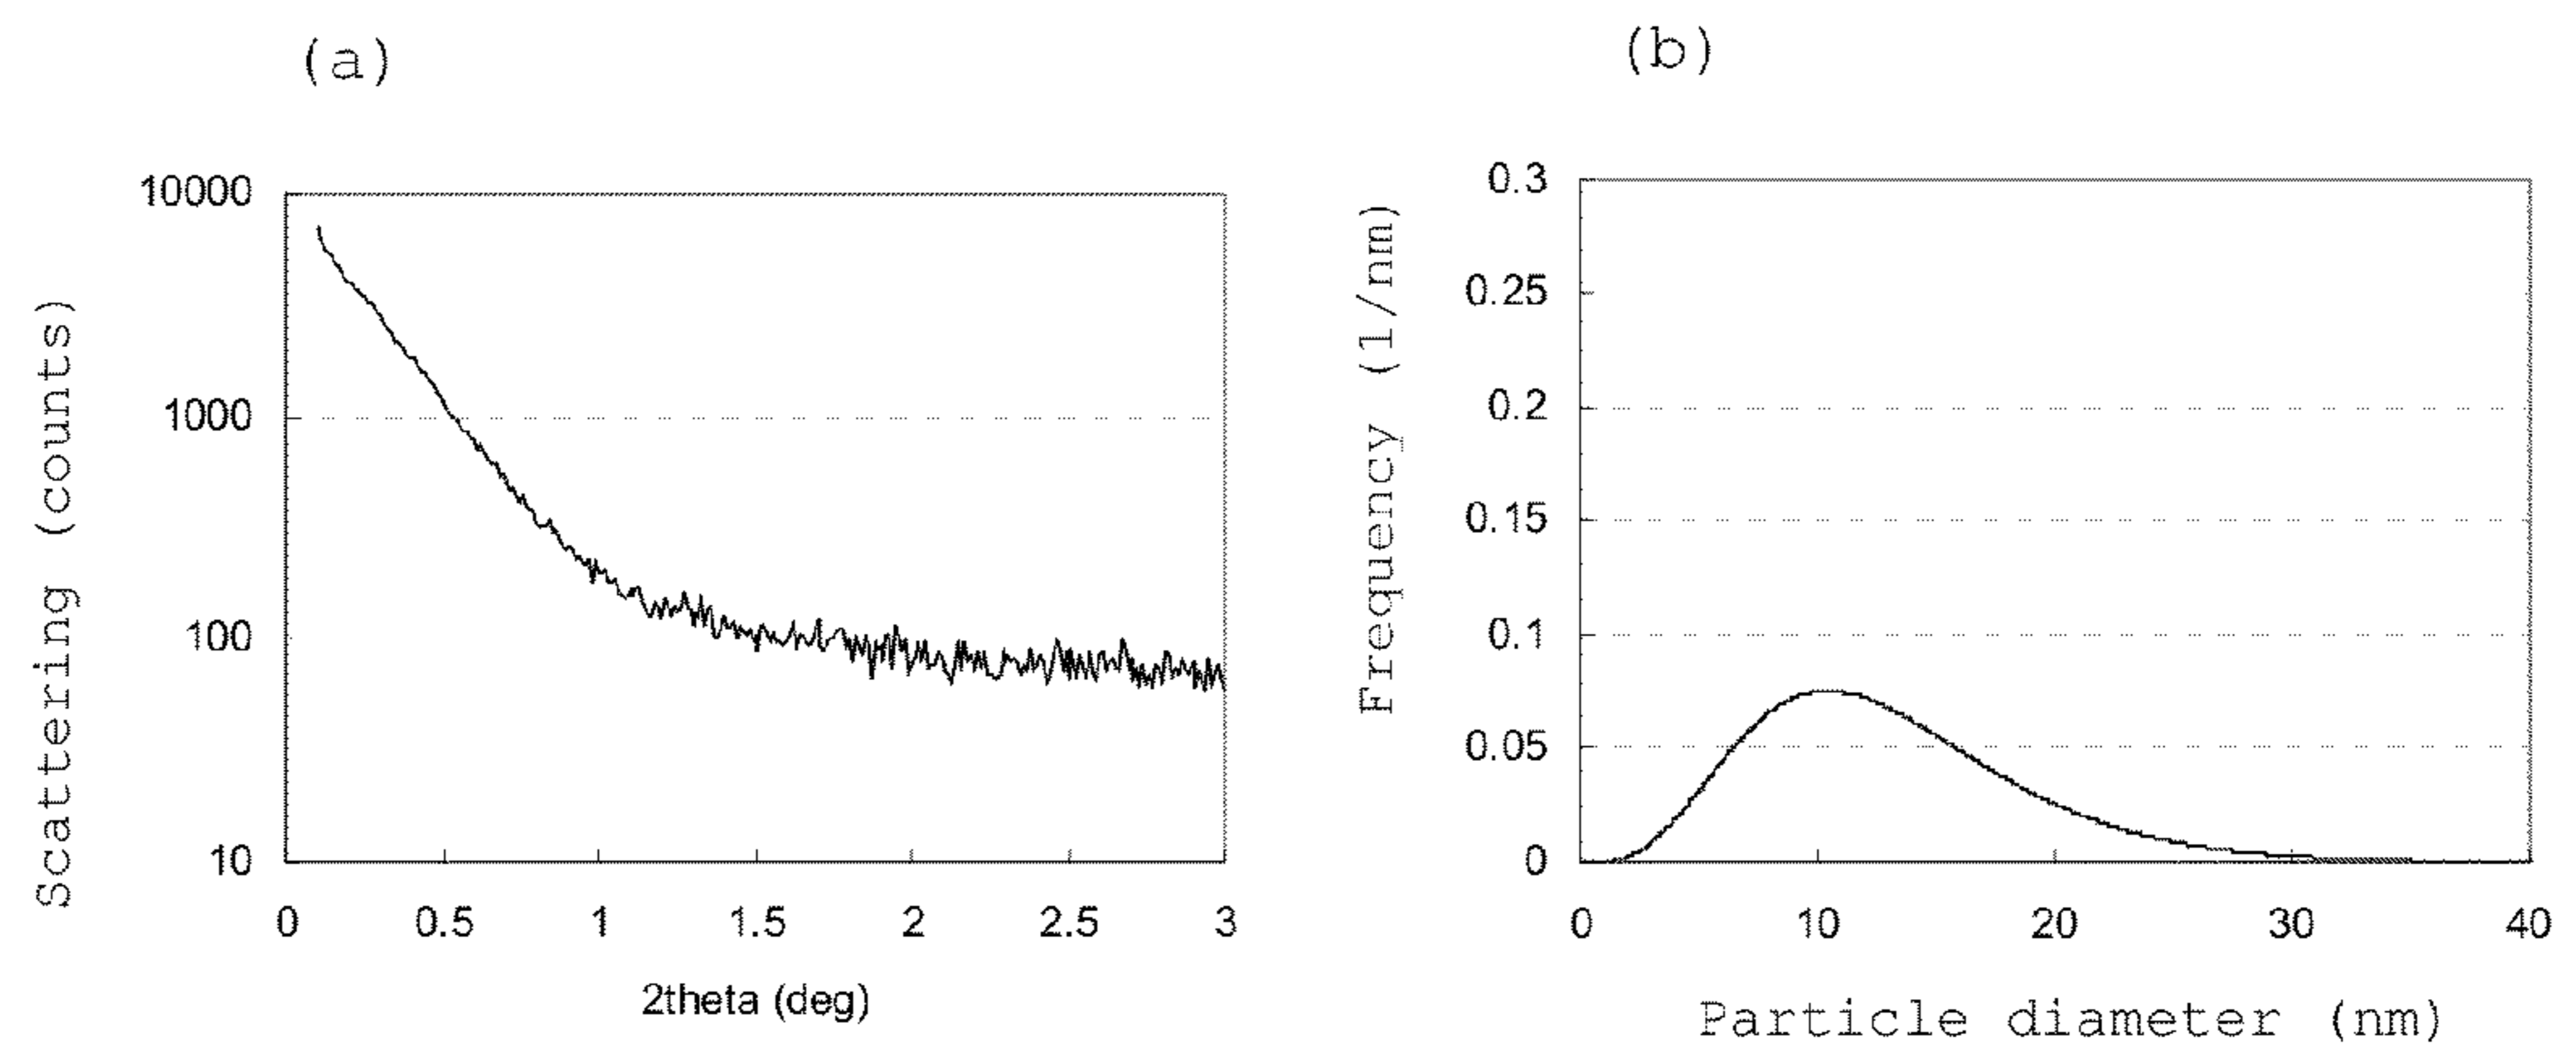 (a)
Scattering (counts)
10000
1000
100
10
0 0.5 1 1.5 2 2.5 3
2theta (deg)
(b)
Frequency (1/nm)
0.3
0.25
0.2
0.15
0.1
0.05
0
0 10 20 30 40
Particle diameter (nm)